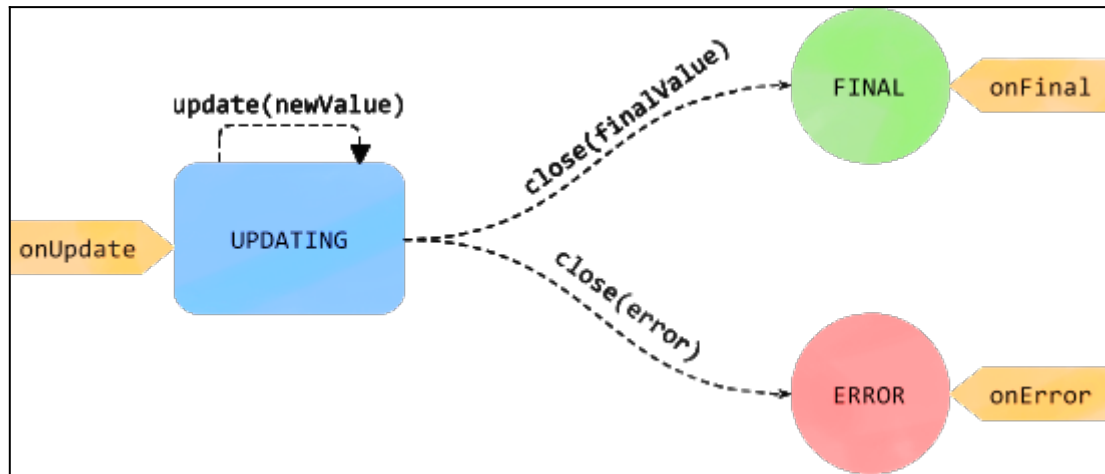 update(newValue)
close(finalValue)
FINAL
onFinal
onUpdate
UPDATING
close(error)
ERROR
onError